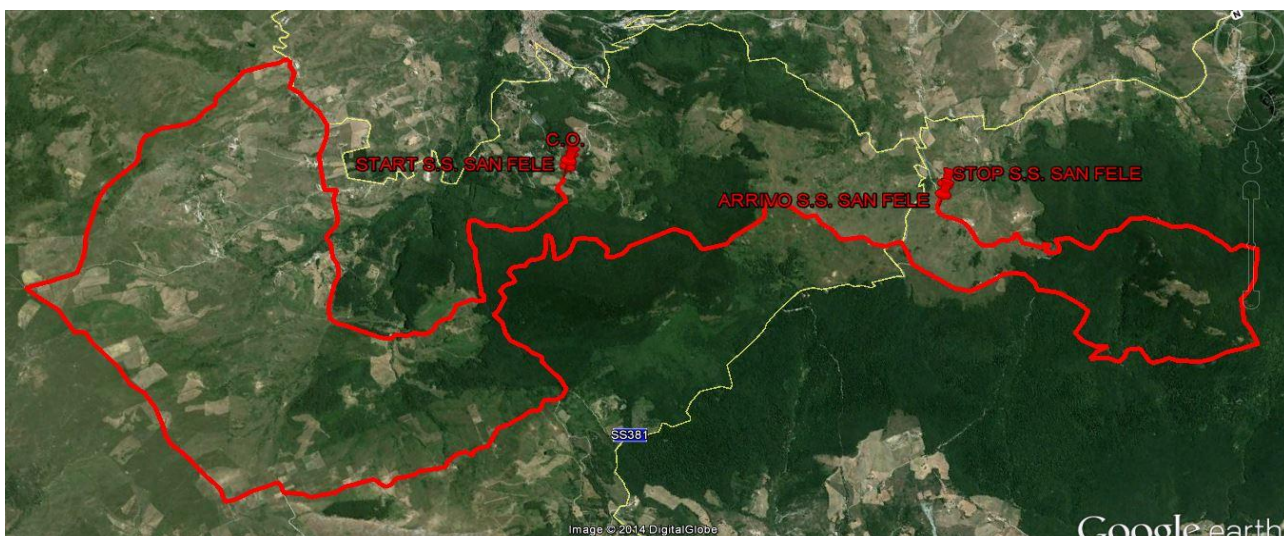 N
C.O.
START S.S. SAN FELE
STOP S.S. SAN FELE
ARRIVO S.S. SAN FELE
SS381
Image © 2014 DigitalGlobe
Google earth